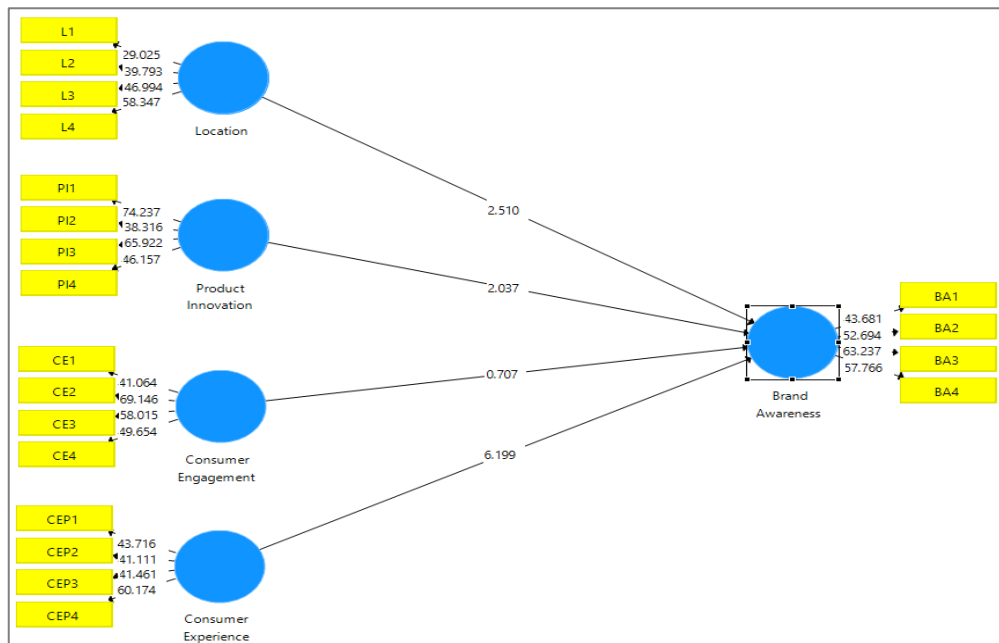 L1
L2
L3
L4
29.025
39.793
46.994
58.347
Location
PI1
PI2
PI3
PI4
74.237
38.316
65.922
46.157
Product
Innovation
CE1
CE2
CE3
CE4
41.064
69.146
58.015
49.654
Consumer
Engagement
CEP1
CEP2
CEP3
CEP4
43.716
41.111
41.461
60.174
Consumer
Experience
2.510
2.037
0.707
6.199
Brand
Awareness
43.681
52.694
63.237
57.766
BA1
BA2
BA3
BA4